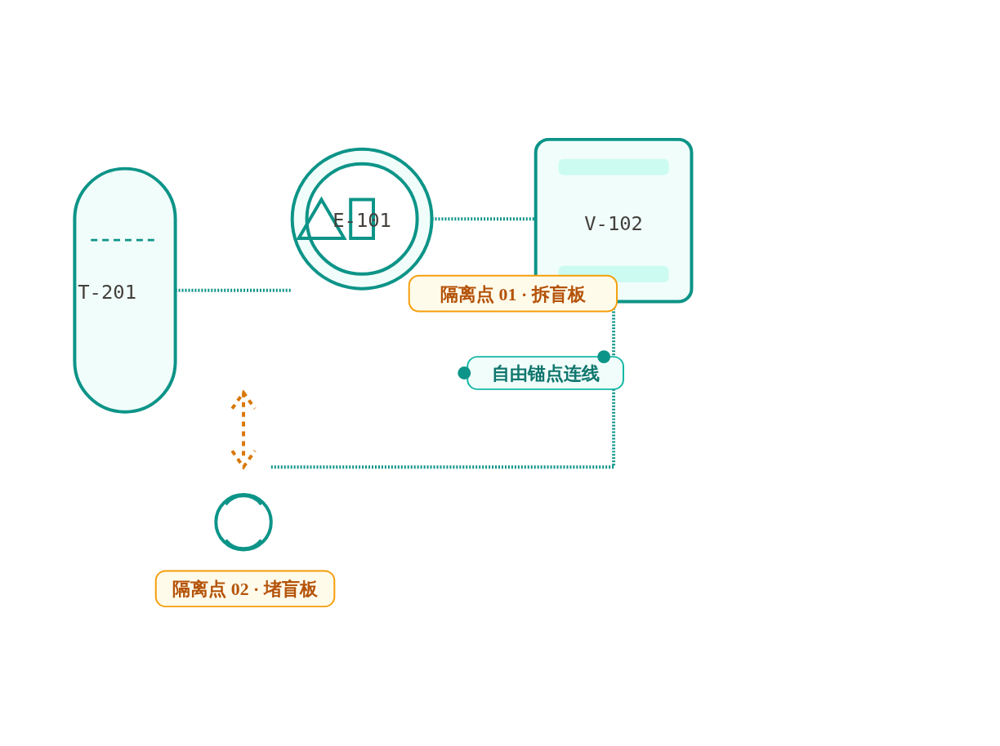 E-101
V-102
T-201
隔离点 01 · 拆盲板
自由锚点连线
隔离点 02 · 堵盲板